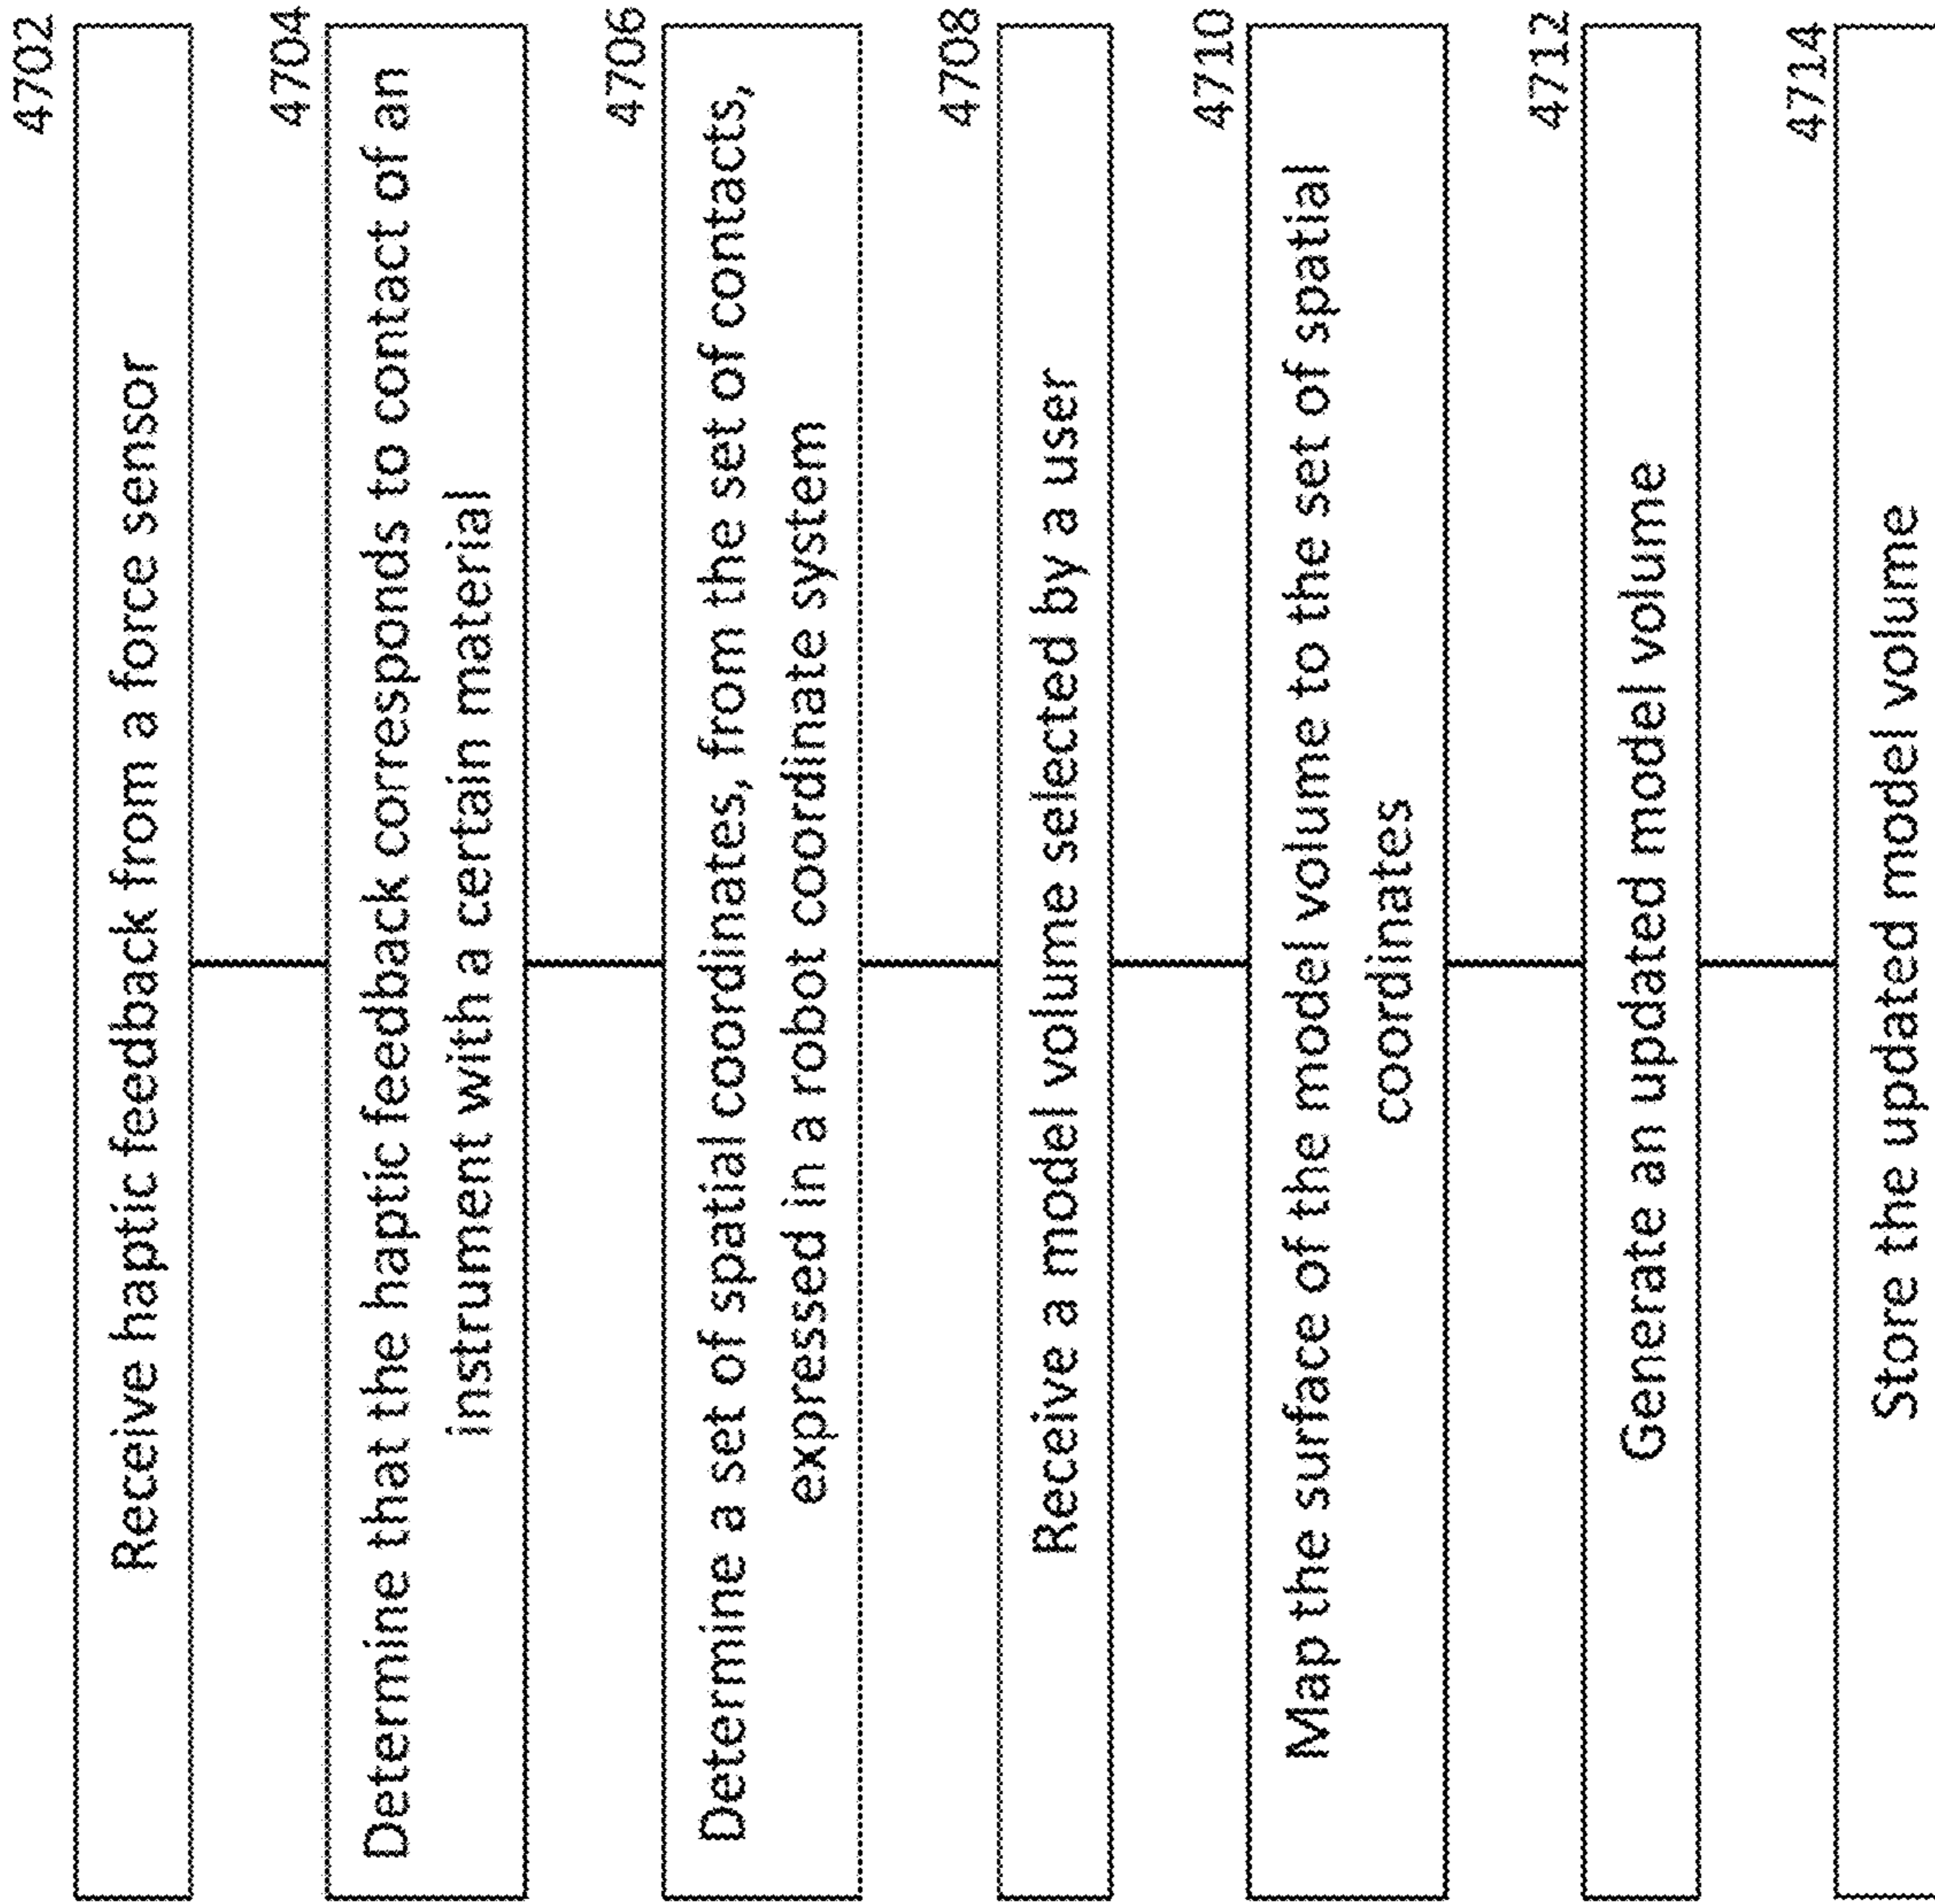 4702
Receive haptic feedback from a force sensor
4704
Determine that the haptic feedback corresponds to contact of an
instrument with a certain material
4706
Determine a set of spatial coordinates, from the set of contacts,
expressed in a robot coordinate system
4708
Receive a model volume selected by a user
4710
Map the surface of the model volume to the set of spatial
coordinates
4712
Generate an updated model volume
4714
Store the updated model volume